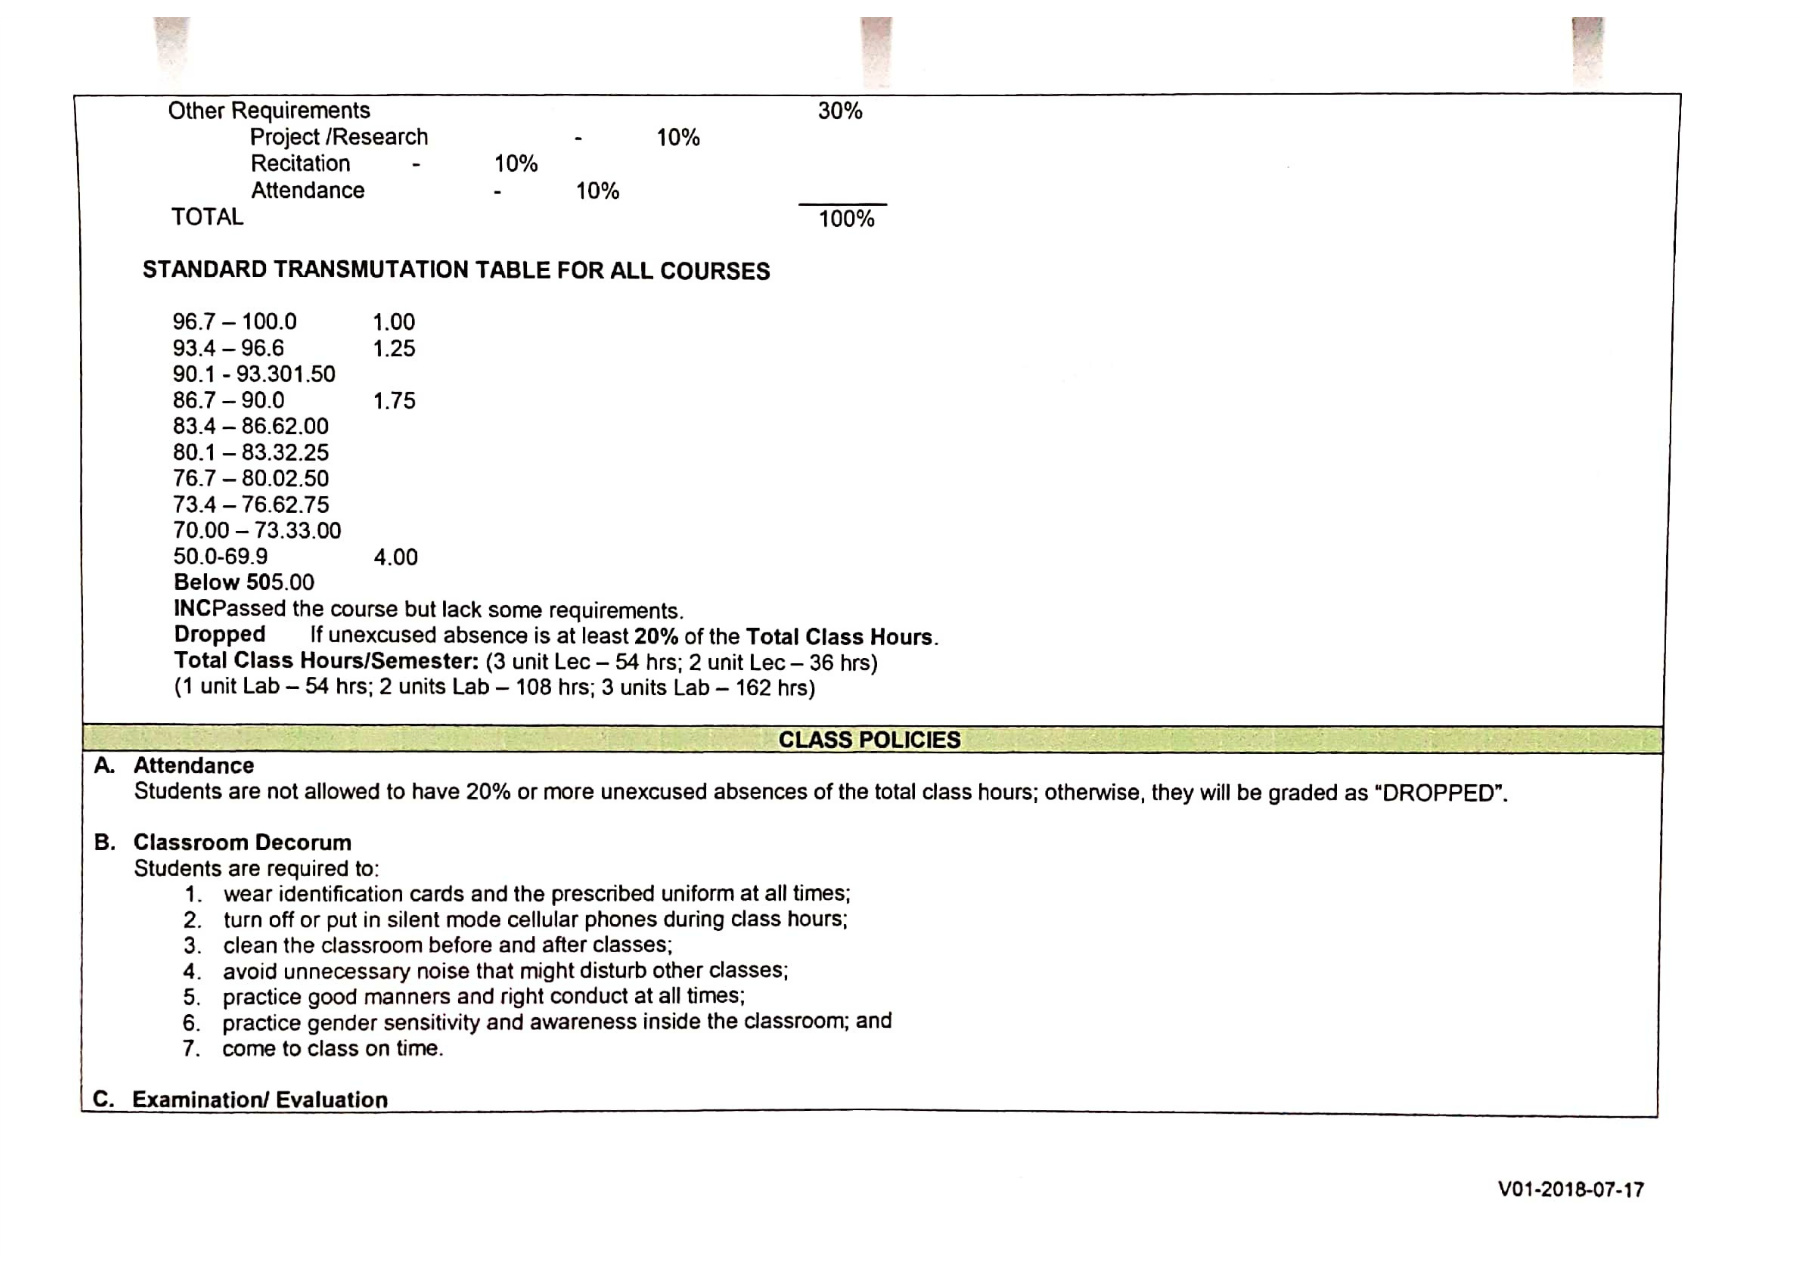 Other Requirements 30%
Project /Research - 10%
Recitation - 10%
Attendance - 10%
TOTAL 100%
STANDARD TRANSMUTATION TABLE FOR ALL COURSES
96.7 – 100.0 1.00
93.4 – 96.6 1.25
90.1 - 93.301.50
86.7 – 90.0 1.75
83.4 – 86.62.00
80.1 – 83.32.25
76.7 – 80.02.50
73.4 – 76.62.75
70.00 – 73.33.00
50.0-69.9 4.00
Below 505.00
INCPassed the course but lack some requirements.
Dropped If unexcused absence is at least 20% of the Total Class Hours.
Total Class Hours/Semester: (3 unit Lec – 54 hrs; 2 unit Lec – 36 hrs)
(1 unit Lab – 54 hrs; 2 units Lab – 108 hrs; 3 units Lab – 162 hrs)
CLASS POLICIES
A. Attendance
Students are not allowed to have 20% or more unexcused absences of the total class hours; otherwise, they will be graded as “DROPPED”.
B. Classroom Decorum
Students are required to:
1. wear identification cards and the prescribed uniform at all times;
2. turn off or put in silent mode cellular phones during class hours;
3. clean the classroom before and after classes;
4. avoid unnecessary noise that might disturb other classes;
5. practice good manners and right conduct at all times;
6. practice gender sensitivity and awareness inside the classroom; and
7. come to class on time.
C. Examination/ Evaluation
V01-2018-07-17